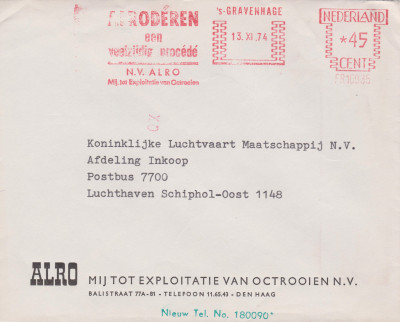 AFRODEREN
een
veelzijdig procédé
N.V. ALRO
Mij. tot Exploitatie van Octrooien
's-GRAVENHAGE
13. XI. 74
NEDERLAND
*45
CENT
Koninklijke Luchtvaart Maatschappij N.V.
Afdeling Inkoop
Postbus 7700
Luchthaven Schiphol-Oost 1148
ALRO MIJ TOT EXPLOITATIE VAN OCTROOIEN N.V.
BALISTRAAT 77A-81 - TELEFOON 11.65.43 - DEN HAAG
Nieuw Tel. No. 180090*